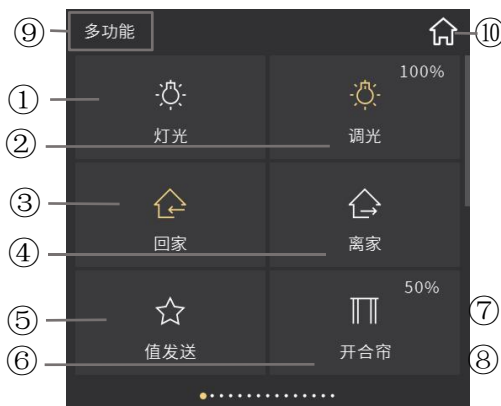 ⑨ 多功能 ⑩
① 100%
灯光 ② 调光
③
回家 ④ 离家
⑤ 50% ⑦
值发送 开合帘
⑥ ⑧